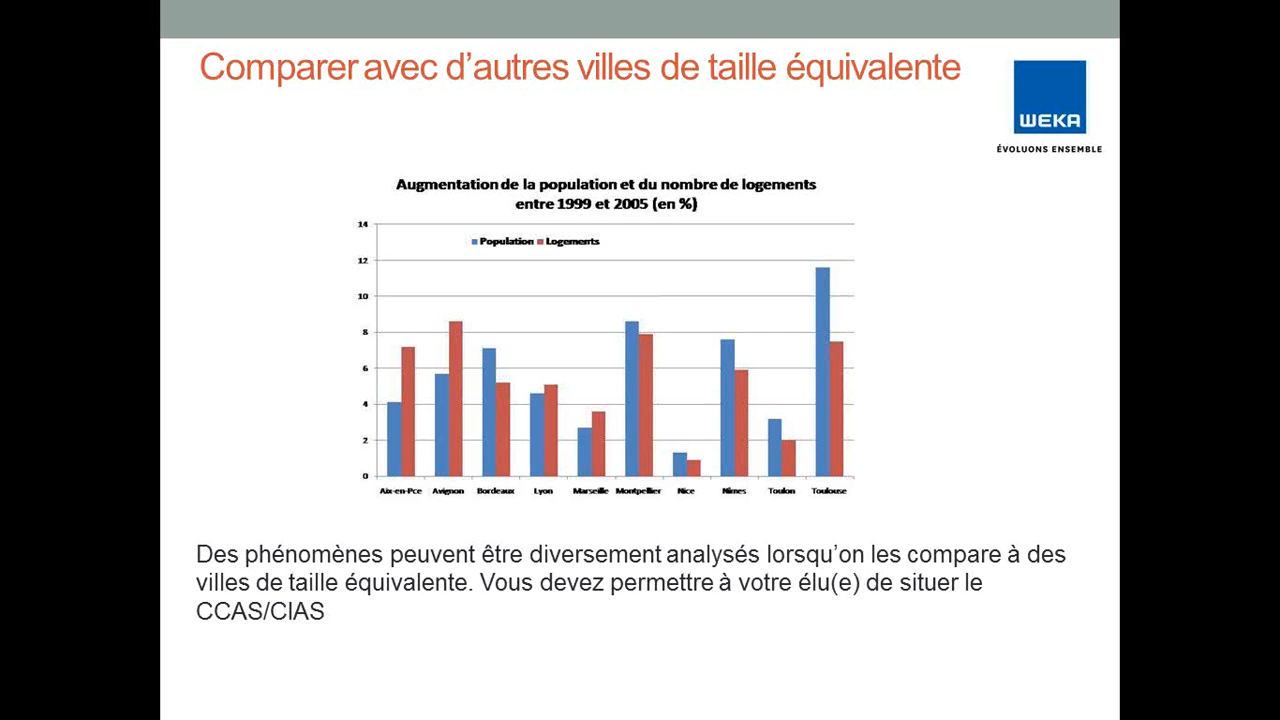 Comparer avec d’autres villes de taille équivalente
WEKA
ÉVOLUONS ENSEMBLE
Augmentation de la population et du nombre de logements
entre 1999 et 2005 (en %)
14
Population Logements
12
10
8
6
4
2
0
Aix-en-Pce Avignon Bordeaux Lyon Marseille Montpellier Nice Nîmes Toulon Toulouse
Des phénomènes peuvent être diversement analysés lorsqu’on les compare à des
villes de taille équivalente. Vous devez permettre à votre élu(e) de situer le
CCAS/CIAS